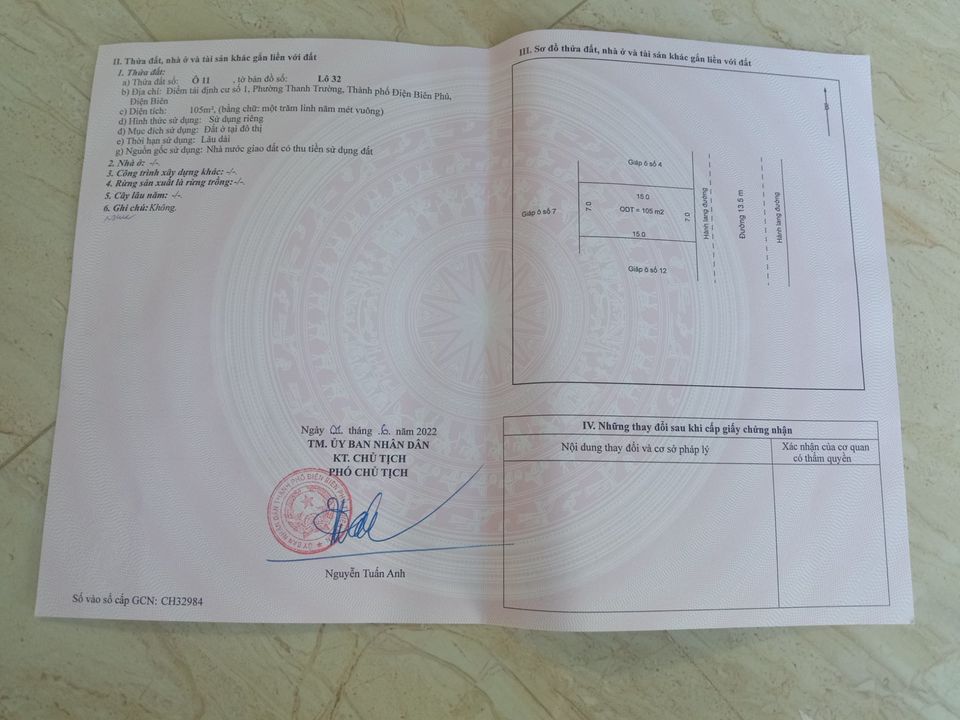 II. Thửa đất, nhà ở và tài sản khác gắn liền với đất
1. Thửa đất:
a) Thửa đất số: Ô 11 , tờ bản đồ số: Lô 32
b) Địa chỉ: Điểm tái định cư số 1, Phường Thanh Trường, Thành phố Điện Biên Phủ,
Điện Biên
c) Diện tích: 105m², (bằng chữ: một trăm linh năm mét vuông)
d) Hình thức sử dụng: Sử dụng riêng
đ) Mục đích sử dụng: Đất ở tại đô thị
e) Thời hạn sử dụng: Lâu dài
g) Nguồn gốc sử dụng: Nhà nước giao đất có thu tiền sử dụng đất
2. Nhà ở: -/-.
3. Công trình xây dựng khác: -/-.
4. Rừng sản xuất là rừng trồng: -/-.
5. Cây lâu năm: -/-.
6. Ghi chú: Không.
Ngày tháng 6 năm 2022
TM. ỦY BAN NHÂN DÂN
KT. CHỦ TỊCH
PHÓ CHỦ TỊCH
Nguyễn Tuấn Anh
Số vào sổ cấp GCN: CH32984
III. Sơ đồ thửa đất, nhà ở và tài sản khác gắn liền với đất
B
Giáp ô số 4
15.0
Giáp ô số 7
7.0
ODT = 105 m2
7.0
15.0
Giáp ô số 12
Hành lang đường
Đường 13.5 m
Hành lang đường
IV. Những thay đổi sau khi cấp giấy chứng nhận
Nội dung thay đổi và cơ sở pháp lý
Xác nhận của cơ quan
có thẩm quyền